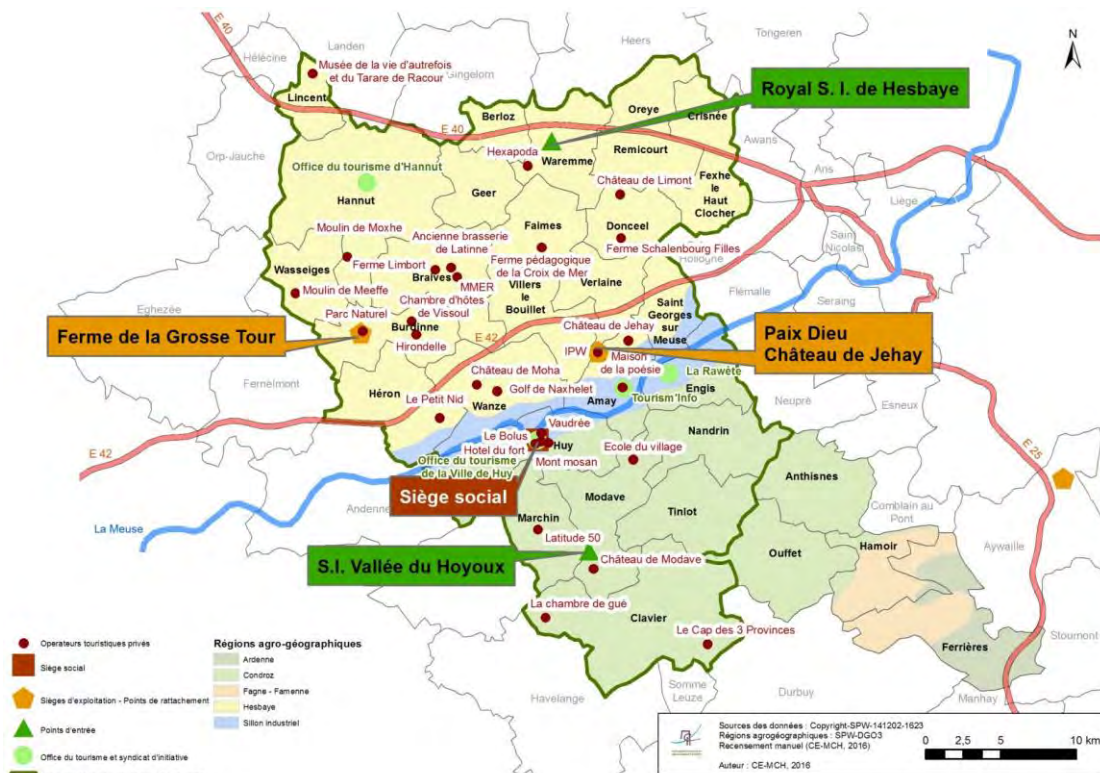 E 40
Hélécine
Landen
Gingelom
Heers
Tongeren
N
Musée de la vie d'autrefois
et du Tarare de Racour
Lincent
Royal S. I. de Hesbaye
Berloz
Oreye
Crisnée
E 40
Orp-Jauche
Hexapoda
Waremme
Remicourt
Awans
Ans
Office du tourisme d'Hannut
Hannut
Geer
Château de Limont
Fexhe
le
Haut
Clocher
Liège
Moulin de Moxhe
Ancienne brasserie
de Latinne
Faimes
Donceel
Ferme Schalenbourg Filles
Saint
Nicolas
Wasseiges
Ferme Limbort
Braives
MMER
Ferme pédagogique
de la Croix de Mer
Hollogne
Eghezée
Moulin de Meeffe
Chambre d'hôtes
de Vissoul
Villers
le
Bouillet
Verlaine
Flémalle
Seraing
Ferme de la Grosse Tour
Parc Naturel
Burdinne
Hirondelle
E 42
Saint
Georges
sur
Meuse
Château de Jehay
IPW
Paix Dieu
Château de Jehay
Maison
de la poésie
La Rawète
Fernelmont
Château de Moha
Engis
Héron
Golf de Naxhelet
Amay
Tourism'Info
Neupré
Esneux
Le Petit Nid
Wanze
Vaudrée
Nandrin
Le Bolus
Huy
Hotel du fort
Ecole du village
E 42
E 25
Office du tourisme
de la Ville de Huy
Mont mosan
Anthisnes
Siège social
Modave
Andenne
Comblain au
Pont
La Meuse
Marchin
Tinlot
Hamoir
Aywaille
Latitude 50
Ouffet
S.I. Vallée du Hoyoux
Château de Modave
La chambre de gué
Clavier
Le Cap des 3 Provinces
Ferrières
Stoumont
Havelange
Somme
Leuze
Durbuy
Manhay
Operateurs touristiques privés
Siège social
Sièges d'exploitation - Points de rattachement
Points d'entrée
Office du tourisme et syndicat d'initiative
Régions agro-géographiques
Ardenne
Condroz
Fagne - Famenne
Hesbaye
Sillon industriel
Sources des données : Copyright-SPW-141202-1623
Régions agrogéographiques : SPW-DGO3
Recensement manuel (CE-MCH, 2016)
Auteur : CE-MCH, 2016
0 2,5 5 10 km